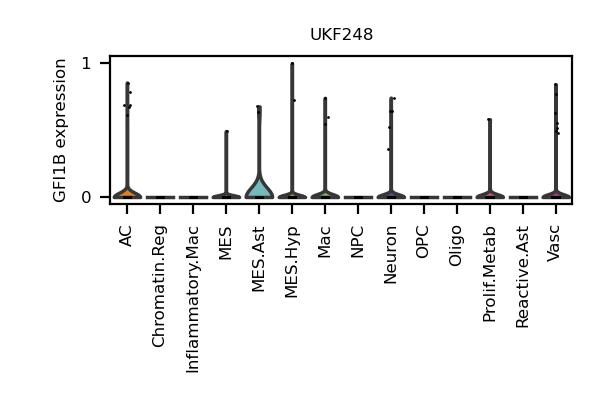 UKF248
GFI1B expression
1
0
AC
Chromatin.Reg
Inflammatory.Mac
MES
MES.Ast
MES.Hyp
Mac
NPC
Neuron
OPC
Oligo
Prolif.Metab
Reactive.Ast
Vasc